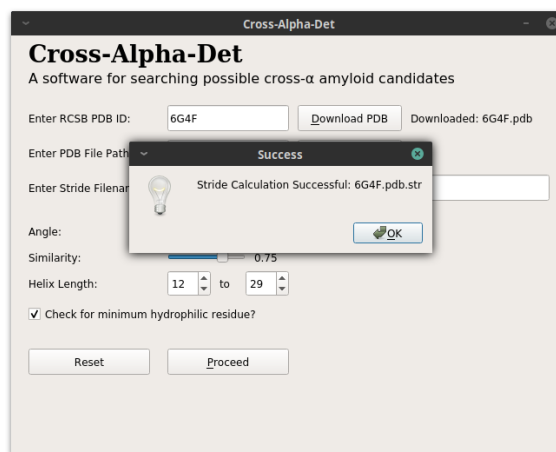 Cross-Alpha-Det
Cross-Alpha-Det
A software for searching possible cross-α amyloid candidates
Enter RCSB PDB ID: 6G4F Download PDB Downloaded: 6G4F.pdb
Enter PDB File Path
Success
Stride Calculation Successful: 6G4F.pdb.str
OK
Enter Stride
Angle:
Similarity: 0.75
Helix Length: 12 to 29
Check for minimum hydrophilic residue?
Reset Proceed